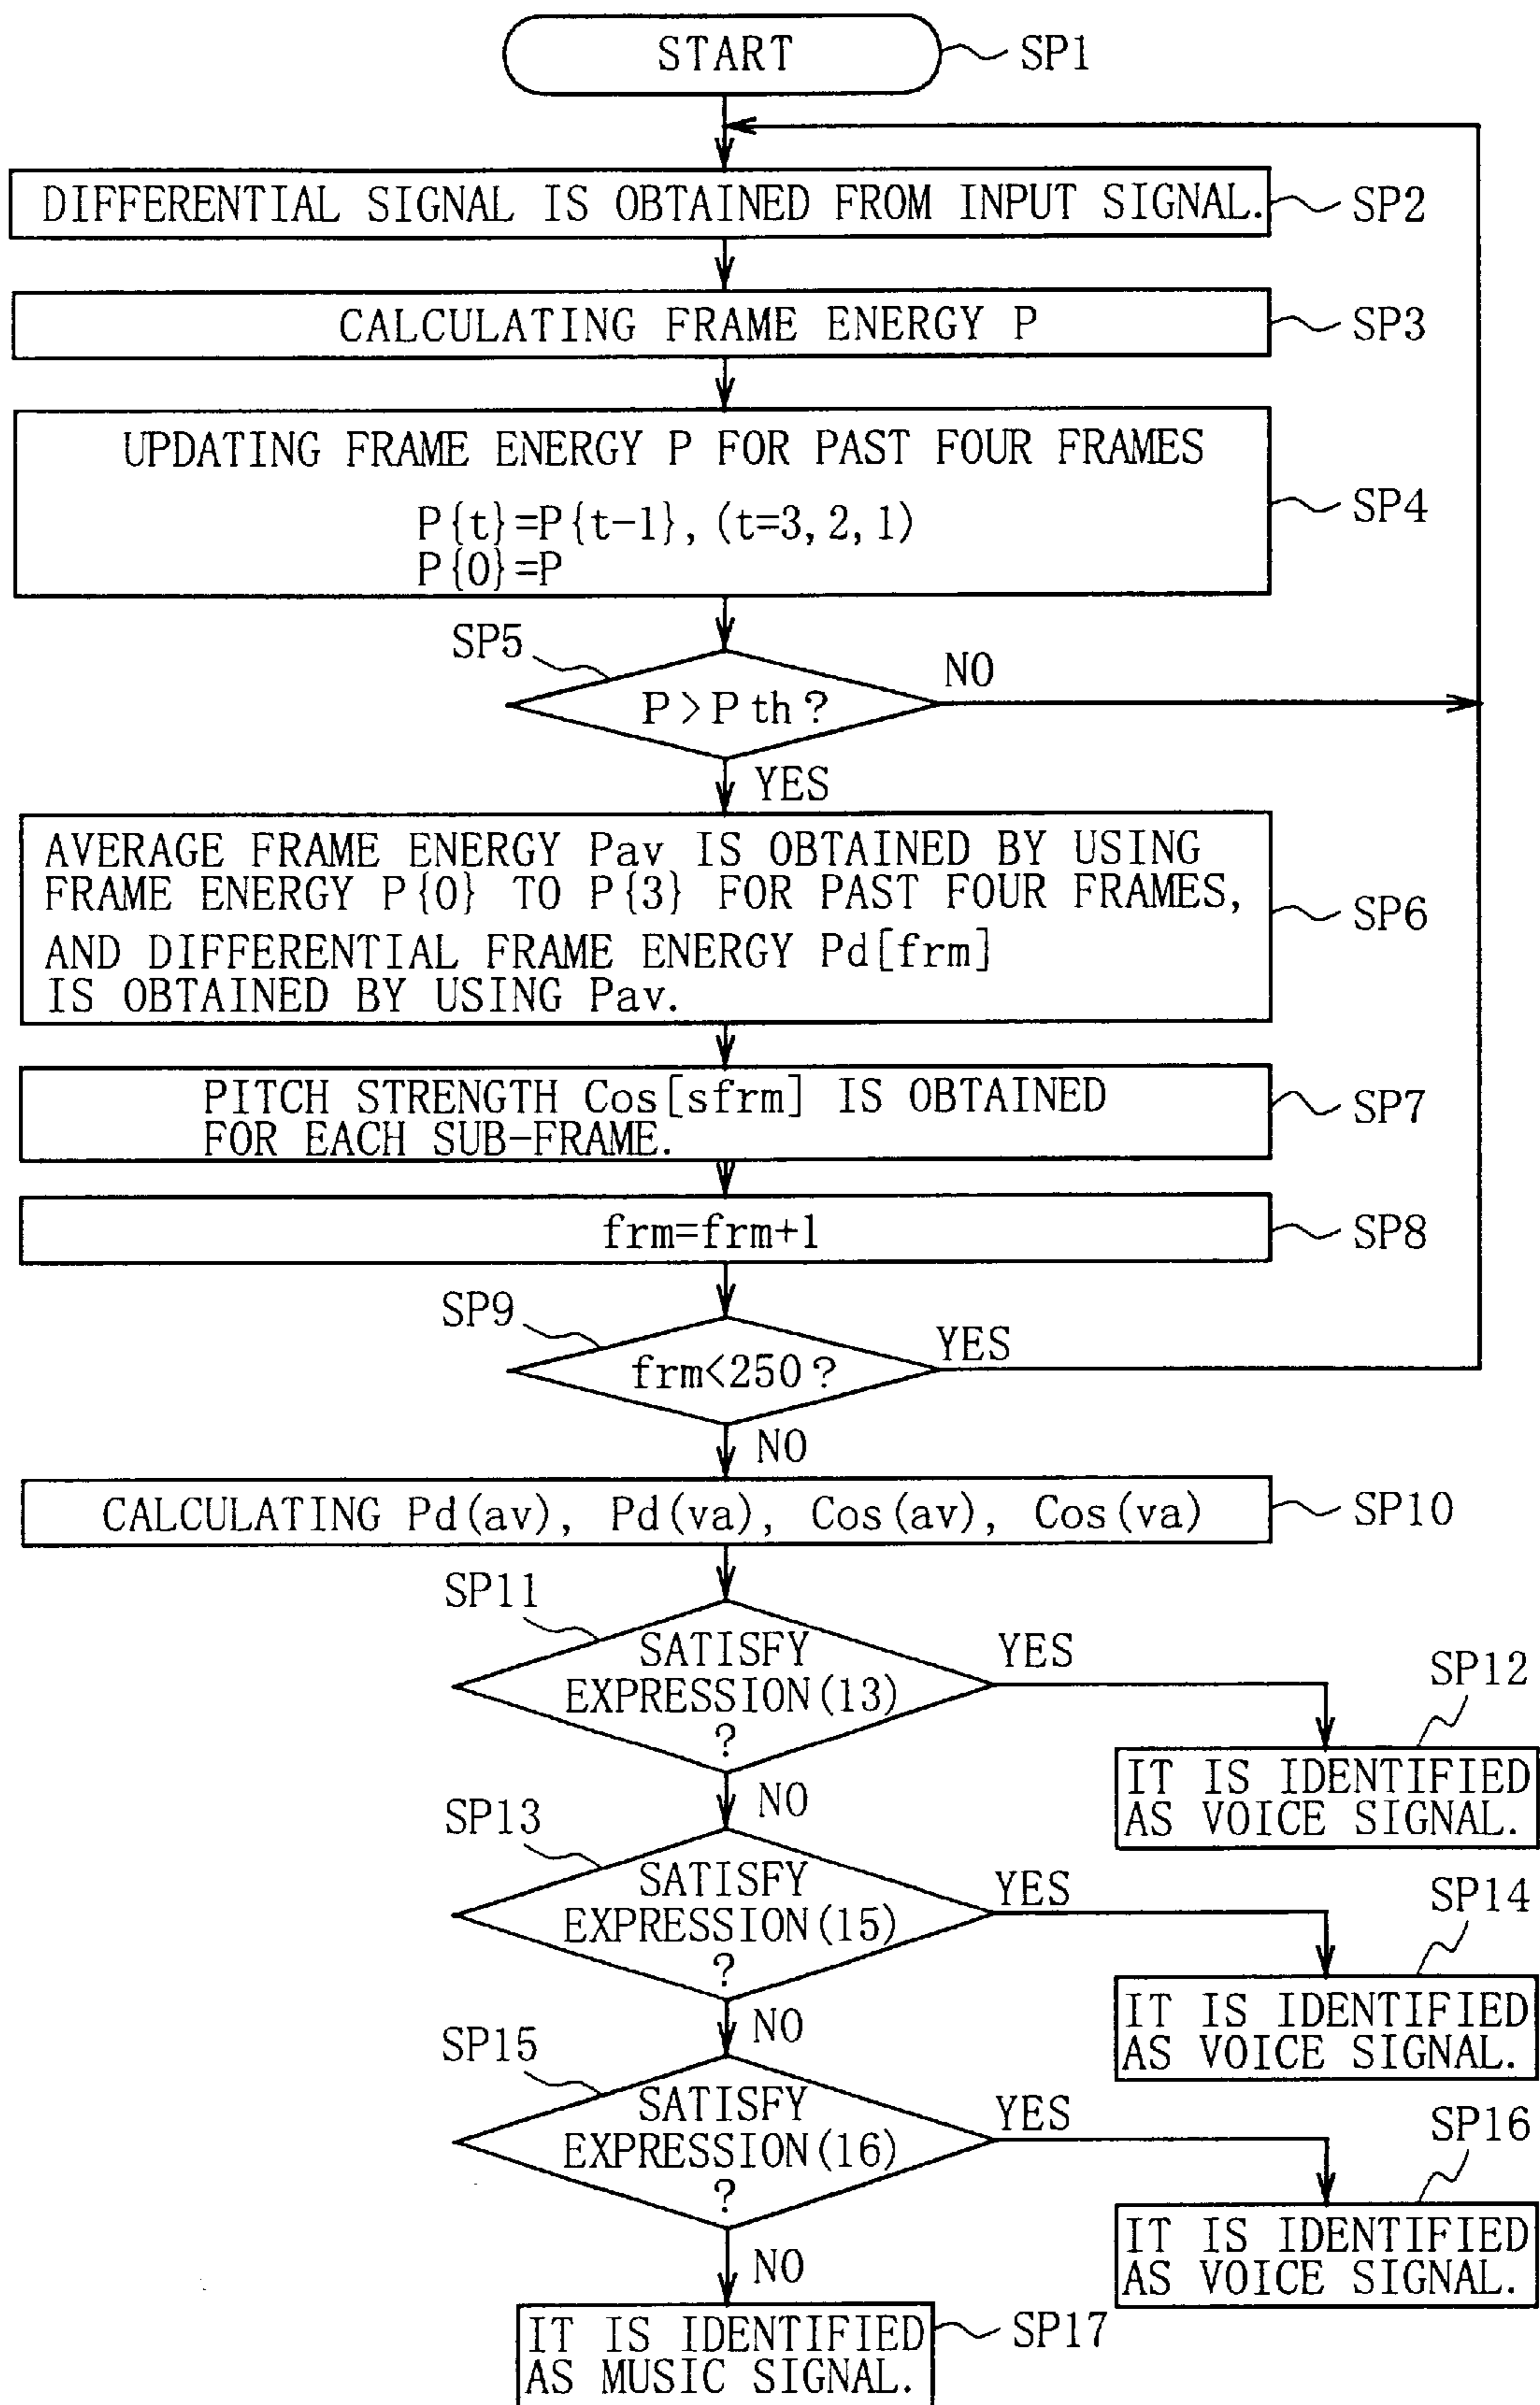 START
SP1
DIFFERENTIAL SIGNAL IS OBTAINED FROM INPUT SIGNAL.
SP2
CALCULATING FRAME ENERGY P
SP3
UPDATING FRAME ENERGY P FOR PAST FOUR FRAMES
P{t}=P{t-1}, (t=3, 2, 1)
P{0}=P
SP4
SP5
P>Pth?
NO
YES
AVERAGE FRAME ENERGY Pav IS OBTAINED BY USING
FRAME ENERGY P{0} TO P{3} FOR PAST FOUR FRAMES,
AND DIFFERENTIAL FRAME ENERGY Pd[frm]
IS OBTAINED BY USING Pav.
SP6
PITCH STRENGTH Cos[sfrm] IS OBTAINED
FOR EACH SUB-FRAME.
SP7
frm=frm+1
SP8
SP9
frm<250?
YES
NO
CALCULATING Pd(av), Pd(va), Cos(av), Cos(va)
SP10
SP11
SATISFY
EXPRESSION(13)
?
YES
NO
SP12
IT IS IDENTIFIED
AS VOICE SIGNAL.
SP13
SATISFY
EXPRESSION(15)
?
YES
NO
SP14
IT IS IDENTIFIED
AS VOICE SIGNAL.
SP15
SATISFY
EXPRESSION(16)
?
YES
NO
SP16
IT IS IDENTIFIED
AS VOICE SIGNAL.
IT IS IDENTIFIED
AS MUSIC SIGNAL.
SP17